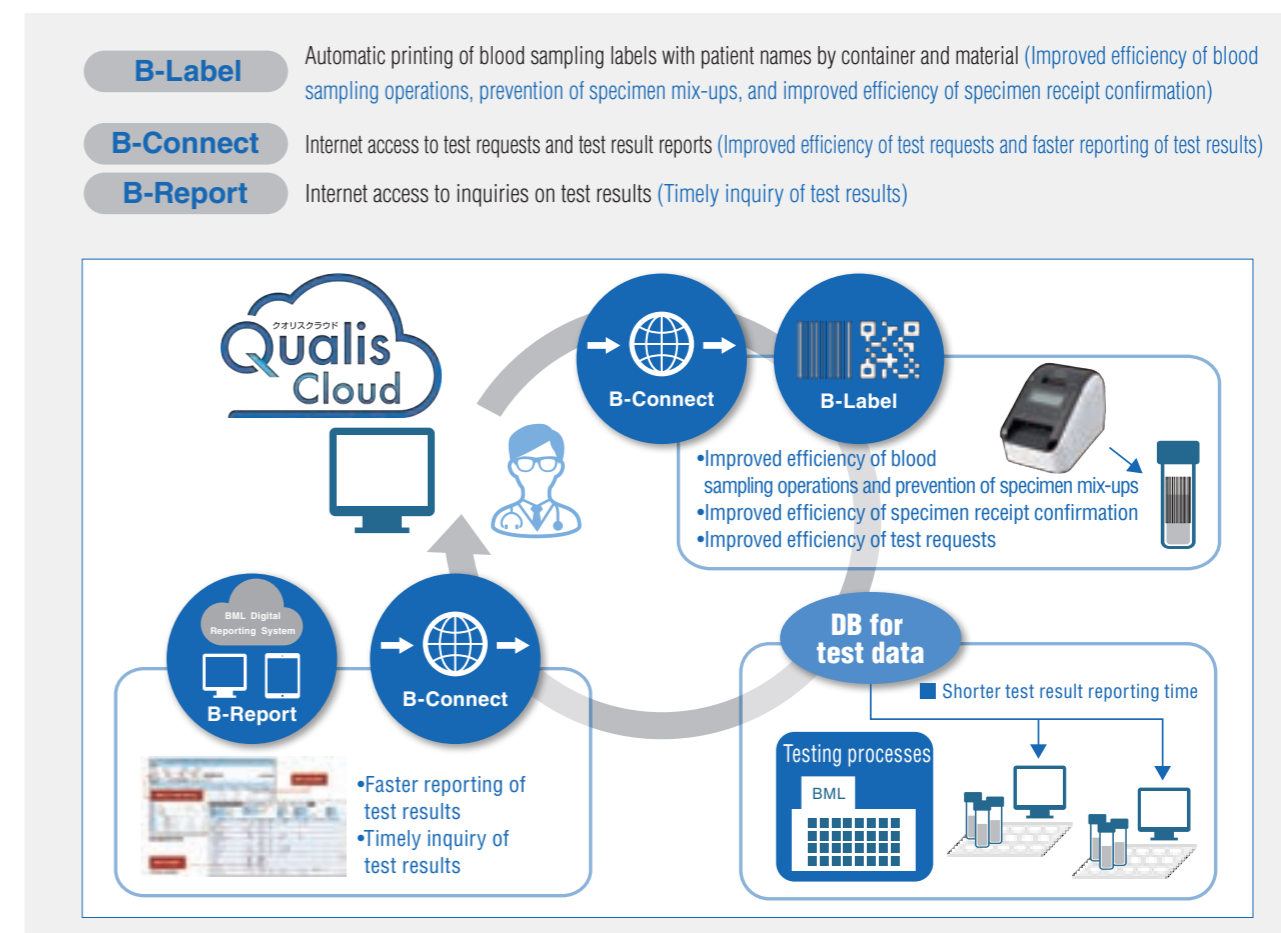 B-Label
Automatic printing of blood sampling labels with patient names by container and material (Improved efficiency of blood
sampling operations, prevention of specimen mix-ups, and improved efficiency of specimen receipt confirmation)
B-Connect
Internet access to test requests and test result reports (Improved efficiency of test requests and faster reporting of test results)
B-Report
Internet access to inquiries on test results (Timely inquiry of test results)
クオリスクラウド
Qualis
Cloud
B-Connect
B-Label
•Improved efficiency of blood
sampling operations and prevention of specimen mix-ups
•Improved efficiency of specimen receipt confirmation
•Improved efficiency of test requests
BML Digital
Reporting System
B-Report
B-Connect
•Faster reporting of
test results
•Timely inquiry of
test results
DB for
test data
Shorter test result reporting time
Testing processes
BML